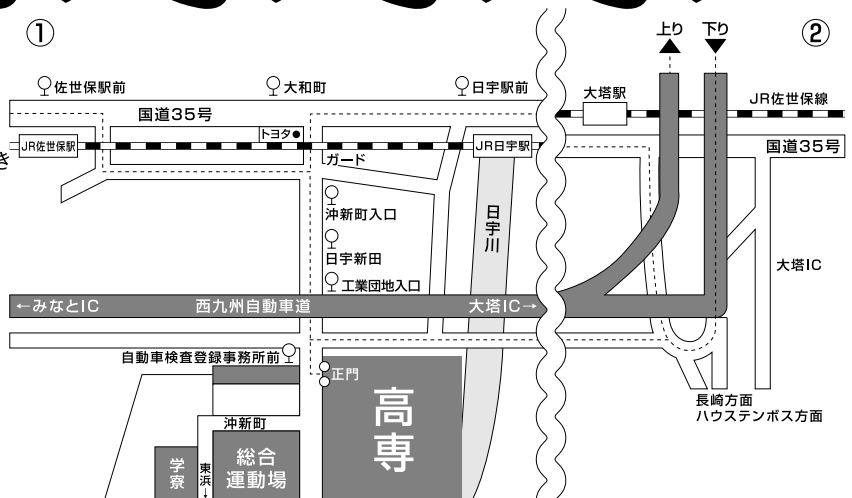 ①
②
上り
下り
佐世保駅前
大和町
日宇駅前
大塔駅
JR佐世保線
国道35号
トヨタ
き
JR佐世保駅
ガード
JR日宇駅
国道35号
沖新町入口
日宇川
日宇新田
大塔IC
工業団地入口
←みなとIC
西九州自動車道
大塔IC→
自動車検査登録事務所前
正門
高専
長崎方面
ハウステンボス方面
沖新町
学寮
東浜→
総合
運動場